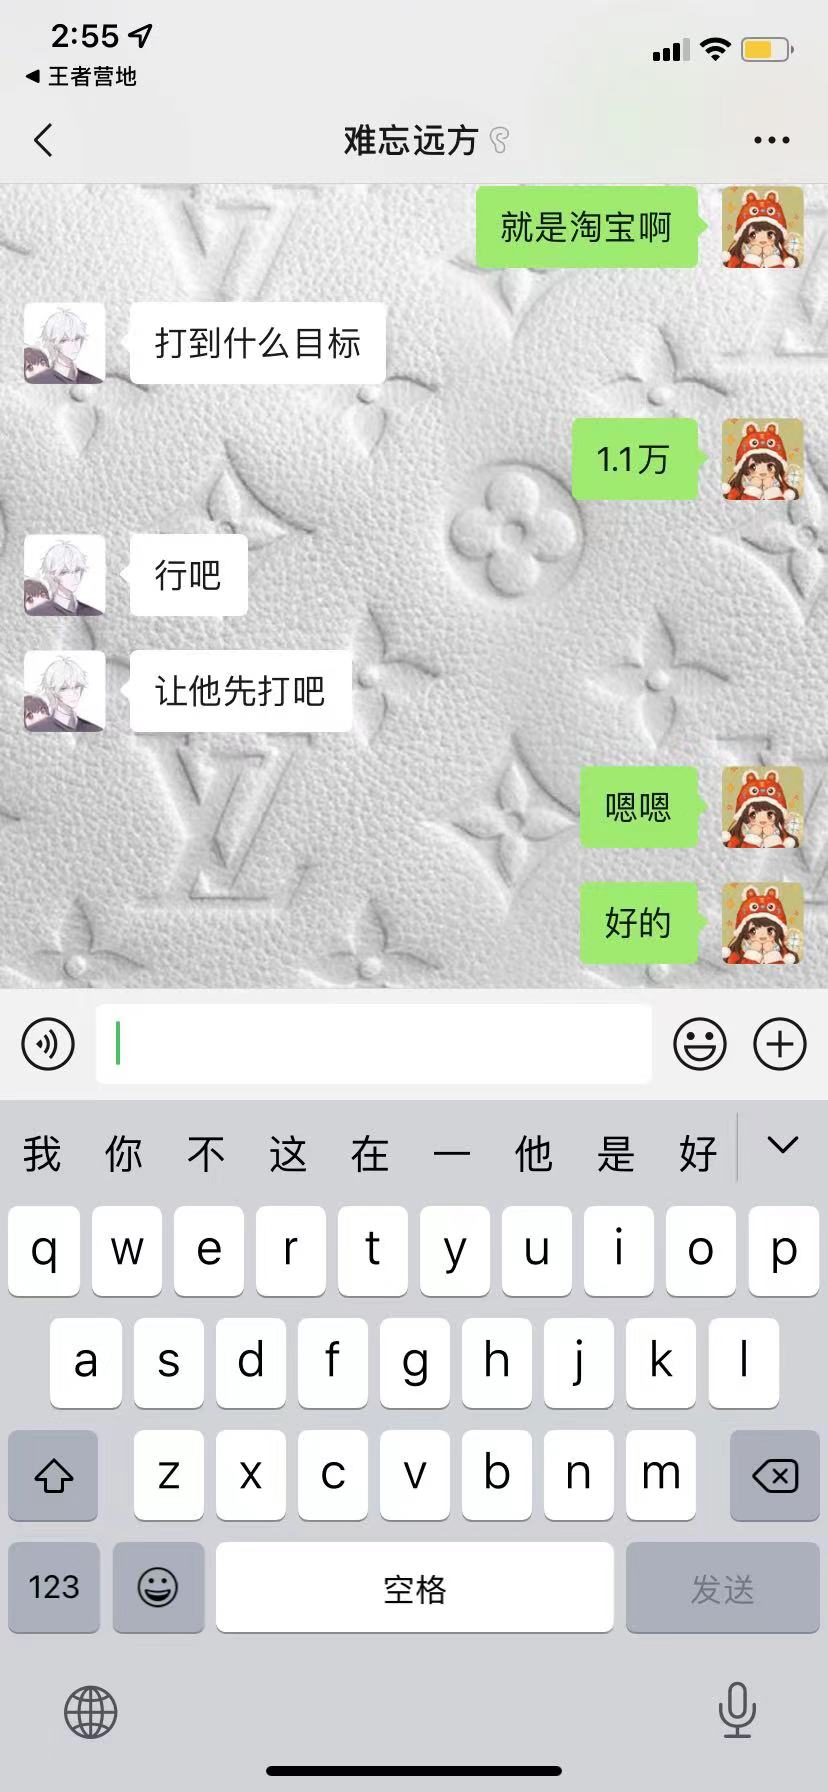 2:55
王者营地
难忘远方
就是淘宝啊
打到什么目标
1.1万
行吧
让他先打吧
嗯嗯
好的
我 你 不 这 在 一 他 是 好
q w e r t y u i o p
a s d f g h j k l
z x c v b n m
123 空格 发送